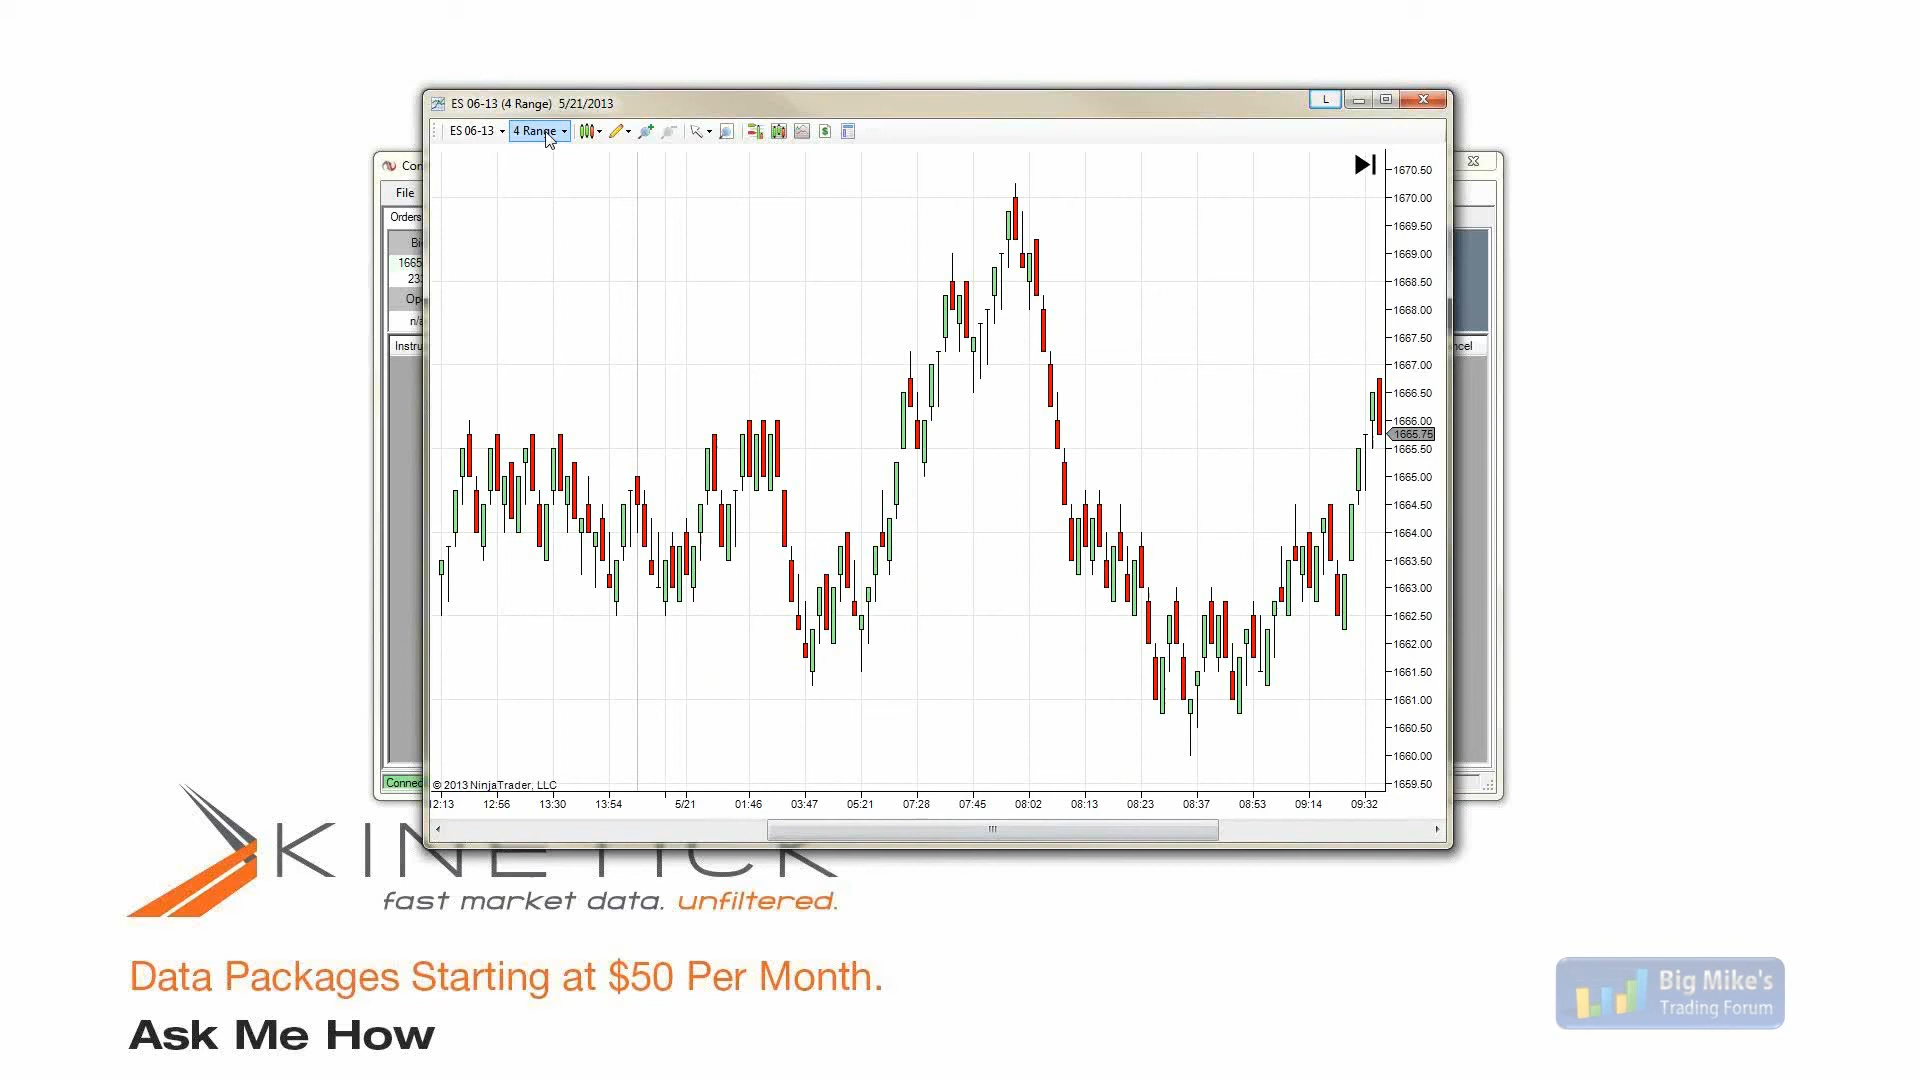 ES 06-13 (4 Range) 5/21/2013
L
ES 06-13
4 Range
File
Orders
1665
Instru
ncel
1670.50
1670.00
1669.50
1669.00
1668.50
1668.00
1667.50
1667.00
1666.50
1666.00
1665.75
1665.50
1665.00
1664.50
1664.00
1663.50
1663.00
1662.50
1662.00
1661.50
1661.00
1660.50
1660.00
1659.50
© 2013 NinjaTrader, LLC
12:13 12:56 13:30 13:54 5/21 01:46 03:47 05:21 07:28 07:45 08:02 08:13 08:23 08:37 08:53 09:14 09:32
KINETICK
fast market data. unfiltered.
Data Packages Starting at $50 Per Month.
Ask Me How
Big Mike's
Trading Forum